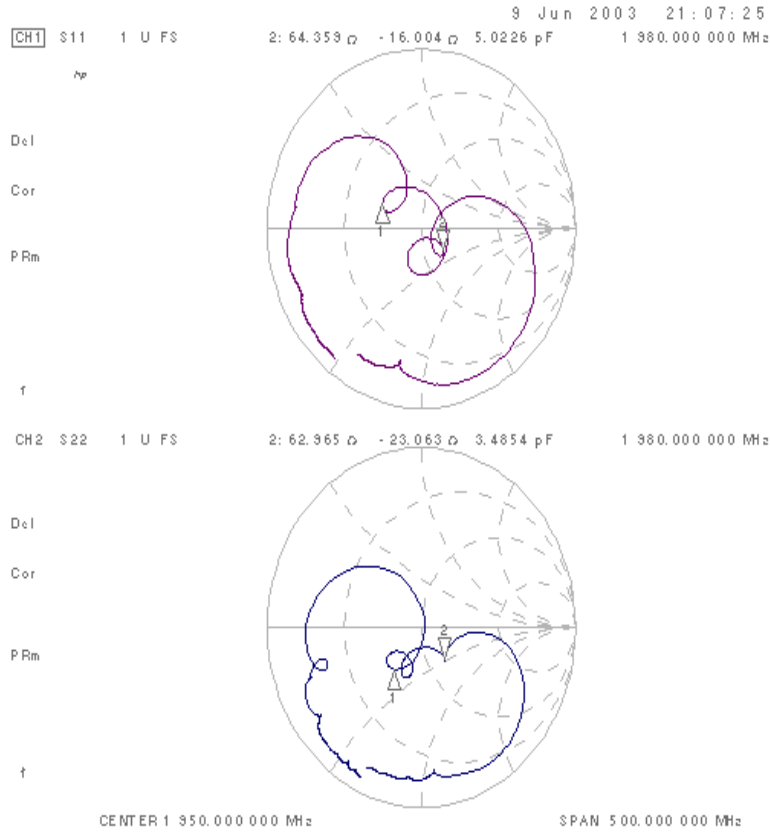 9 Jun 2003 21:07:25
CH1 S11 1 U FS 2: 64.359 Ω -16.004 Ω 5.0226 pF 1 980.000 000 MHz
hp
Del
Cor
PRm
1
2
↑
CH2 S22 1 U FS 2: 62.965 Ω -23.063 Ω 3.4854 pF 1 980.000 000 MHz
Del
Cor
PRm
2
1
↑
CENTER 1 950.000 000 MHz SPAN 500.000 000 MHz